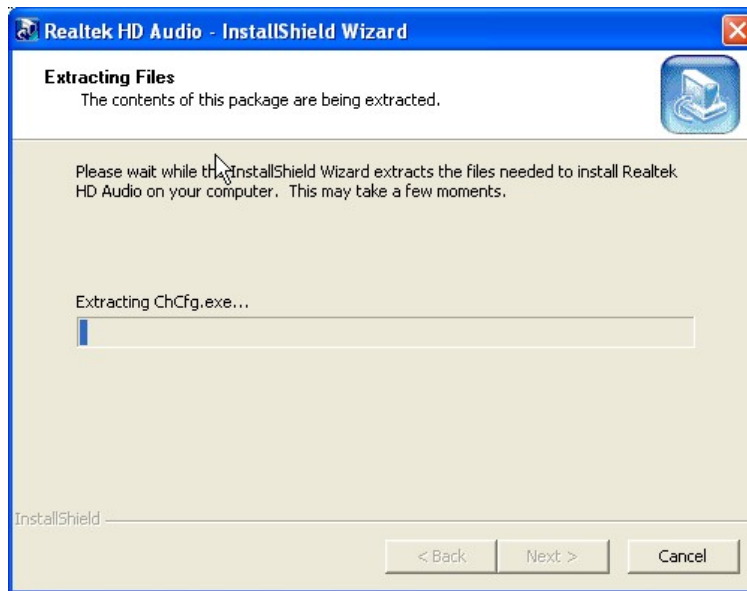 Realtek HD Audio - InstallShield Wizard
Extracting Files
The contents of this package are being extracted.
Please wait while the InstallShield Wizard extracts the files needed to install Realtek
HD Audio on your computer. This may take a few moments.
Extracting ChCfg.exe...
InstallShield
< Back
Next >
Cancel